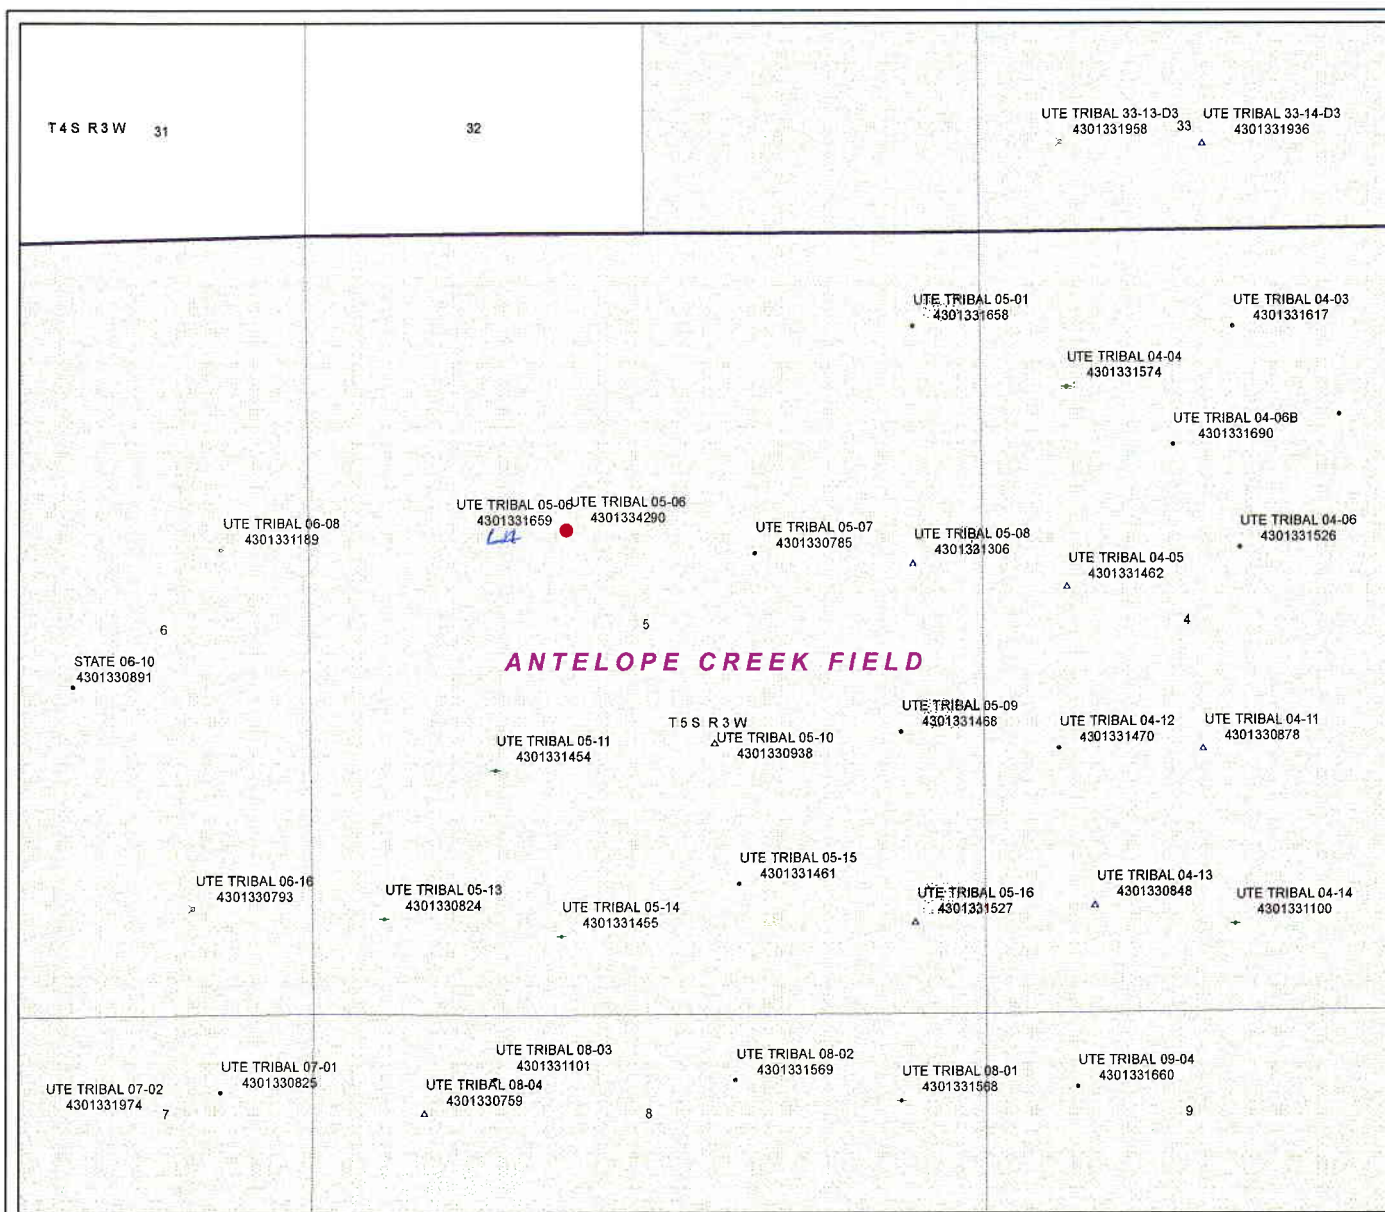 T4S R3W
31
32
UTE TRIBAL 33-13-D3
4301331958
33
UTE TRIBAL 33-14-D3
4301331936
UTE TRIBAL 05-01
4301331658
UTE TRIBAL 04-03
4301331617
UTE TRIBAL 04-04
4301331574
UTE TRIBAL 04-06B
4301331690
UTE TRIBAL 06-08
4301331189
UTE TRIBAL 05-06
4301331659
LA
UTE TRIBAL 05-06
4301334290
UTE TRIBAL 05-07
4301330785
UTE TRIBAL 05-08
4301331306
UTE TRIBAL 04-06
4301331526
UTE TRIBAL 04-05
4301331462
6
5
4
ANTELOPE CREEK FIELD
STATE 06-10
4301330891
T5S R3W
UTE TRIBAL 05-09
4301331468
UTE TRIBAL 04-12
4301331470
UTE TRIBAL 04-11
4301330878
UTE TRIBAL 05-11
4301331454
UTE TRIBAL 05-10
4301330938
UTE TRIBAL 05-15
4301331461
UTE TRIBAL 06-16
4301330793
UTE TRIBAL 05-13
4301330824
UTE TRIBAL 05-14
4301331455
UTE TRIBAL 05-16
4301331527
UTE TRIBAL 04-13
4301330848
UTE TRIBAL 04-14
4301331100
UTE TRIBAL 07-02
4301331974
UTE TRIBAL 07-01
4301330825
7
UTE TRIBAL 08-03
4301331101
UTE TRIBAL 08-04
4301330759
8
UTE TRIBAL 08-02
4301331569
UTE TRIBAL 08-01
4301331568
UTE TRIBAL 09-04
4301331660
9